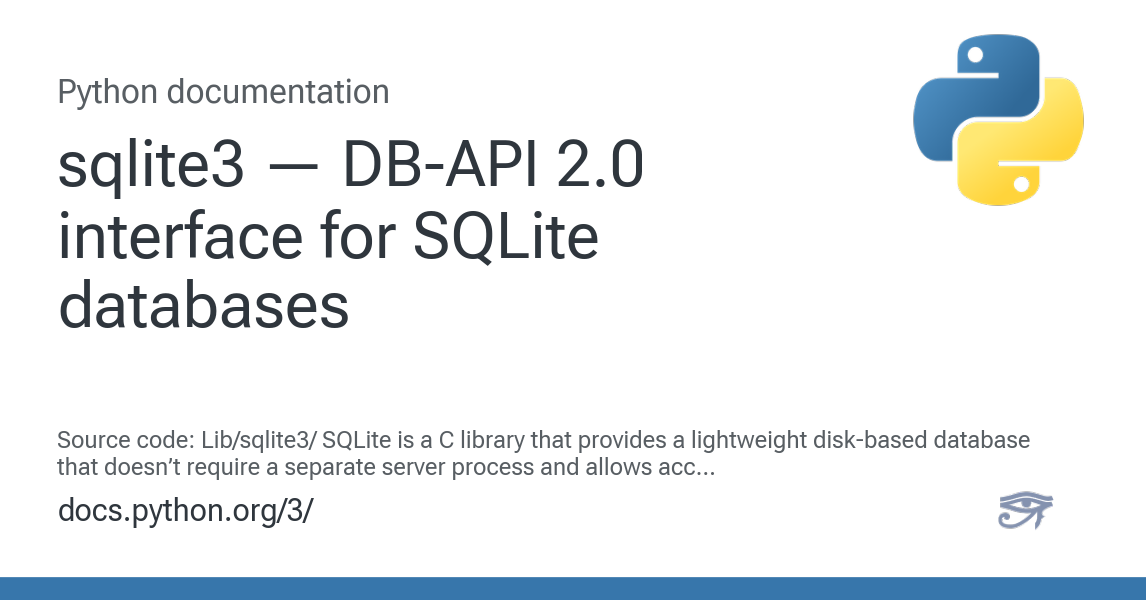 Python documentation
sqlite3 — DB-API 2.0
interface for SQLite
databases
Source code: Lib/sqlite3/ SQLite is a C library that provides a lightweight disk-based database
that doesn’t require a separate server process and allows acc...
docs.python.org/3/